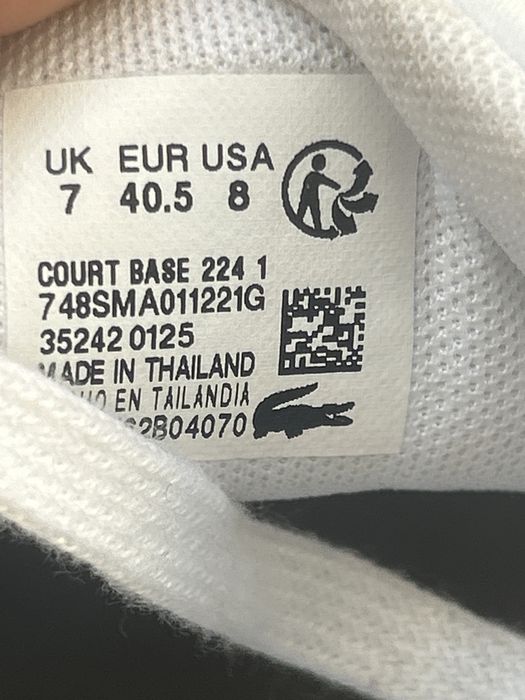 UK EUR USA
7 40.5 8
COURT BASE 224 1
748SMA011221G
35242 0125
MADE IN THAILAND
EN TAILANDIA